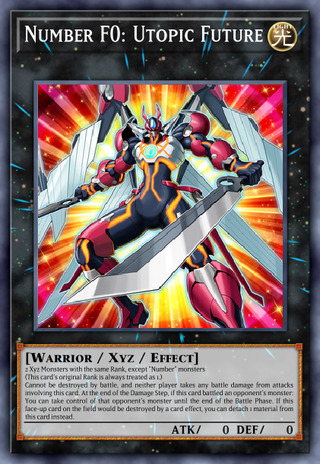 Number F0: Utopic Future
LIGHT
光
[Warrior / Xyz / Effect]
2 Xyz Monsters with the same Rank, except "Number" monsters
(This card's original Rank is always treated as 1.)
Cannot be destroyed by battle, and neither player takes any battle damage from attacks
involving this card. At the end of the Damage Step, if this card battled an opponent's monster:
You can take control of that opponent's monster until the end of the Battle Phase. If this
face-up card on the field would be destroyed by a card effect, you can detach 1 material from
this card instead.
ATK/ 0 DEF/ 0